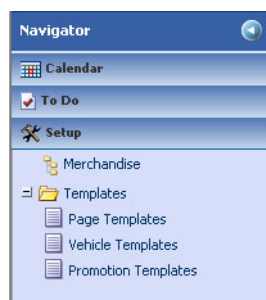 Navigator
Calendar
To Do
Setup
Merchandise
Templates
Page Templates
Vehicle Templates
Promotion Templates